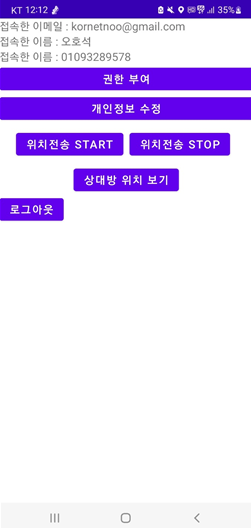 KT 12:12 35%
접속한 이메일 : kornetnoo@gmail.com
접속한 이름 : 오호석
접속한 이름 : 01093289578
권한 부여
개인정보 수정
위치전송 START 위치전송 STOP
상대방 위치 보기
로그아웃